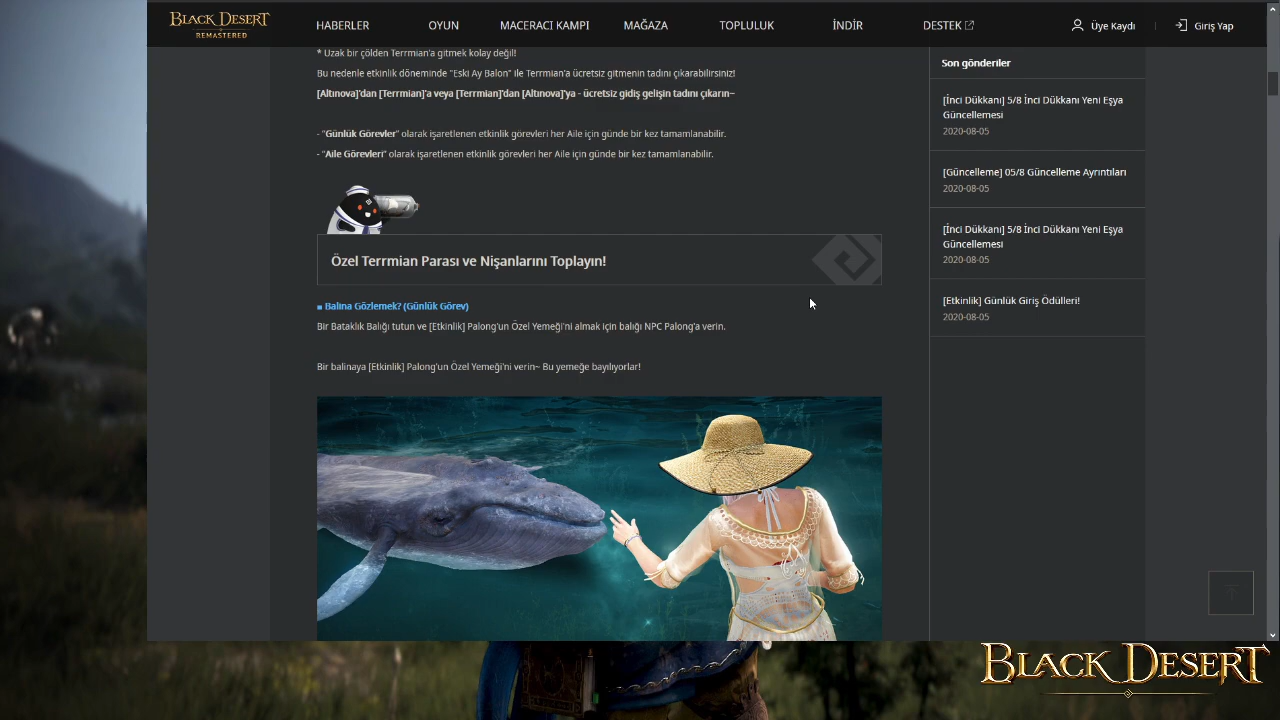 BLACK DESERT
REMASTERED
HABERLER
OYUN
MACERACI KAMPI
MAĞAZA
TOPLULUK
İNDİR
DESTEK
Üye Kaydı
Giriş Yap
* Uzak bir çölden Terrmian'a gitmek kolay değil!
Bu nedenle etkinlik döneminde "Eski Ay Balon" ile Terrmian'a ücretsiz gitmenin tadını çıkarabilirsiniz!
[Altınova]'dan [Terrmian]'a veya [Terrmian]'dan [Altınova]'ya - ücretsiz gidiş gelişin tadını çıkarın~
- "Günlük Görevler" olarak işaretlenen etkinlik görevleri her Aile için günde bir kez tamamlanabilir.
- "Aile Görevleri" olarak işaretlenen etkinlik görevleri her Aile için günde bir kez tamamlanabilir.
Özel Terrmian Parası ve Nişanlarını Toplayın!
■ Balina Gözlemek? (Günlük Görev)
Bir Bataklık Balığı tutun ve [Etkinlik] Palong'un Özel Yemeği'ni almak için balığı NPC Palong'a verin.
Bir balinaya [Etkinlik] Palong'un Özel Yemeği'ni verin~ Bu yemeğe bayılıyorlar!
Son gönderiler
[İnci Dükkanı] 5/8 İnci Dükkanı Yeni Eşya
Güncellemesi
2020-08-05
[Güncelleme] 05/8 Güncelleme Ayrıntıları
2020-08-05
[İnci Dükkanı] 5/8 İnci Dükkanı Yeni Eşya
Güncellemesi
2020-08-05
[Etkinlik] Günlük Giriş Ödülleri!
2020-08-05
BLACK DESERT